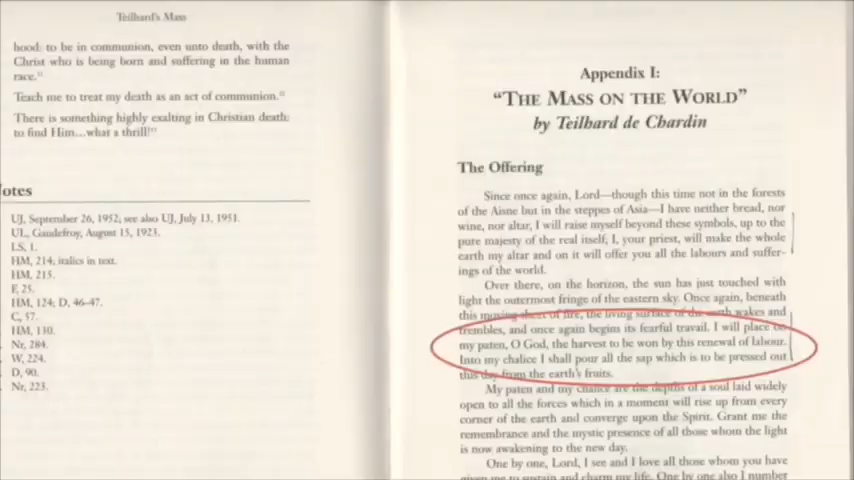 Teilhard's Mass
hood: to be in communion, even unto death, with the
Christ who is being born and suffering in the human
race."
Teach me to treat my death as an act of communion."
There is something highly exalting in Christian death:
to find Him...what a thrill!"
otes
UJ, September 26, 1952; see also UJ, July 13, 1951.
UL, Gaudefroy, August 15, 1923.
LS, 1.
HM, 214; italics in text.
HM, 215.
F, 25.
HM, 124; D, 46-47.
C, 57.
HM, 130.
Nr, 284.
W, 224.
D, 90.
Nr, 223.
Appendix I:
"THE MASS ON THE WORLD"
by Teilhard de Chardin
The Offering
Since once again, Lord—though this time not in the forests
of the Aisne but in the steppes of Asia—I have neither bread, nor
wine, nor altar, I will raise myself beyond these symbols, up to the
pure majesty of the real itself; I, your priest, will make the whole
earth my altar and on it will offer you all the labours and suffer-
ings of the world.
Over there, on the horizon, the sun has just touched with
light the outermost fringe of the eastern sky. Once again, beneath
this moving sheet of fire, the living surface of the earth wakes and
trembles, and once again begins its fearful travail. I will place on
my paten, O God, the harvest to be won by this renewal of labour.
Into my chalice I shall pour all the sap which is to be pressed out
this day from the earth's fruits.
My paten and my chalice are the depths of a soul laid widely
open to all the forces which in a moment will rise up from every
corner of the earth and converge upon the Spirit. Grant me the
remembrance and the mystic presence of all those whom the light
is now awakening to the new day.
One by one, Lord, I see and I love all those whom you have
given me to sustain and charm my life. One by one also I number